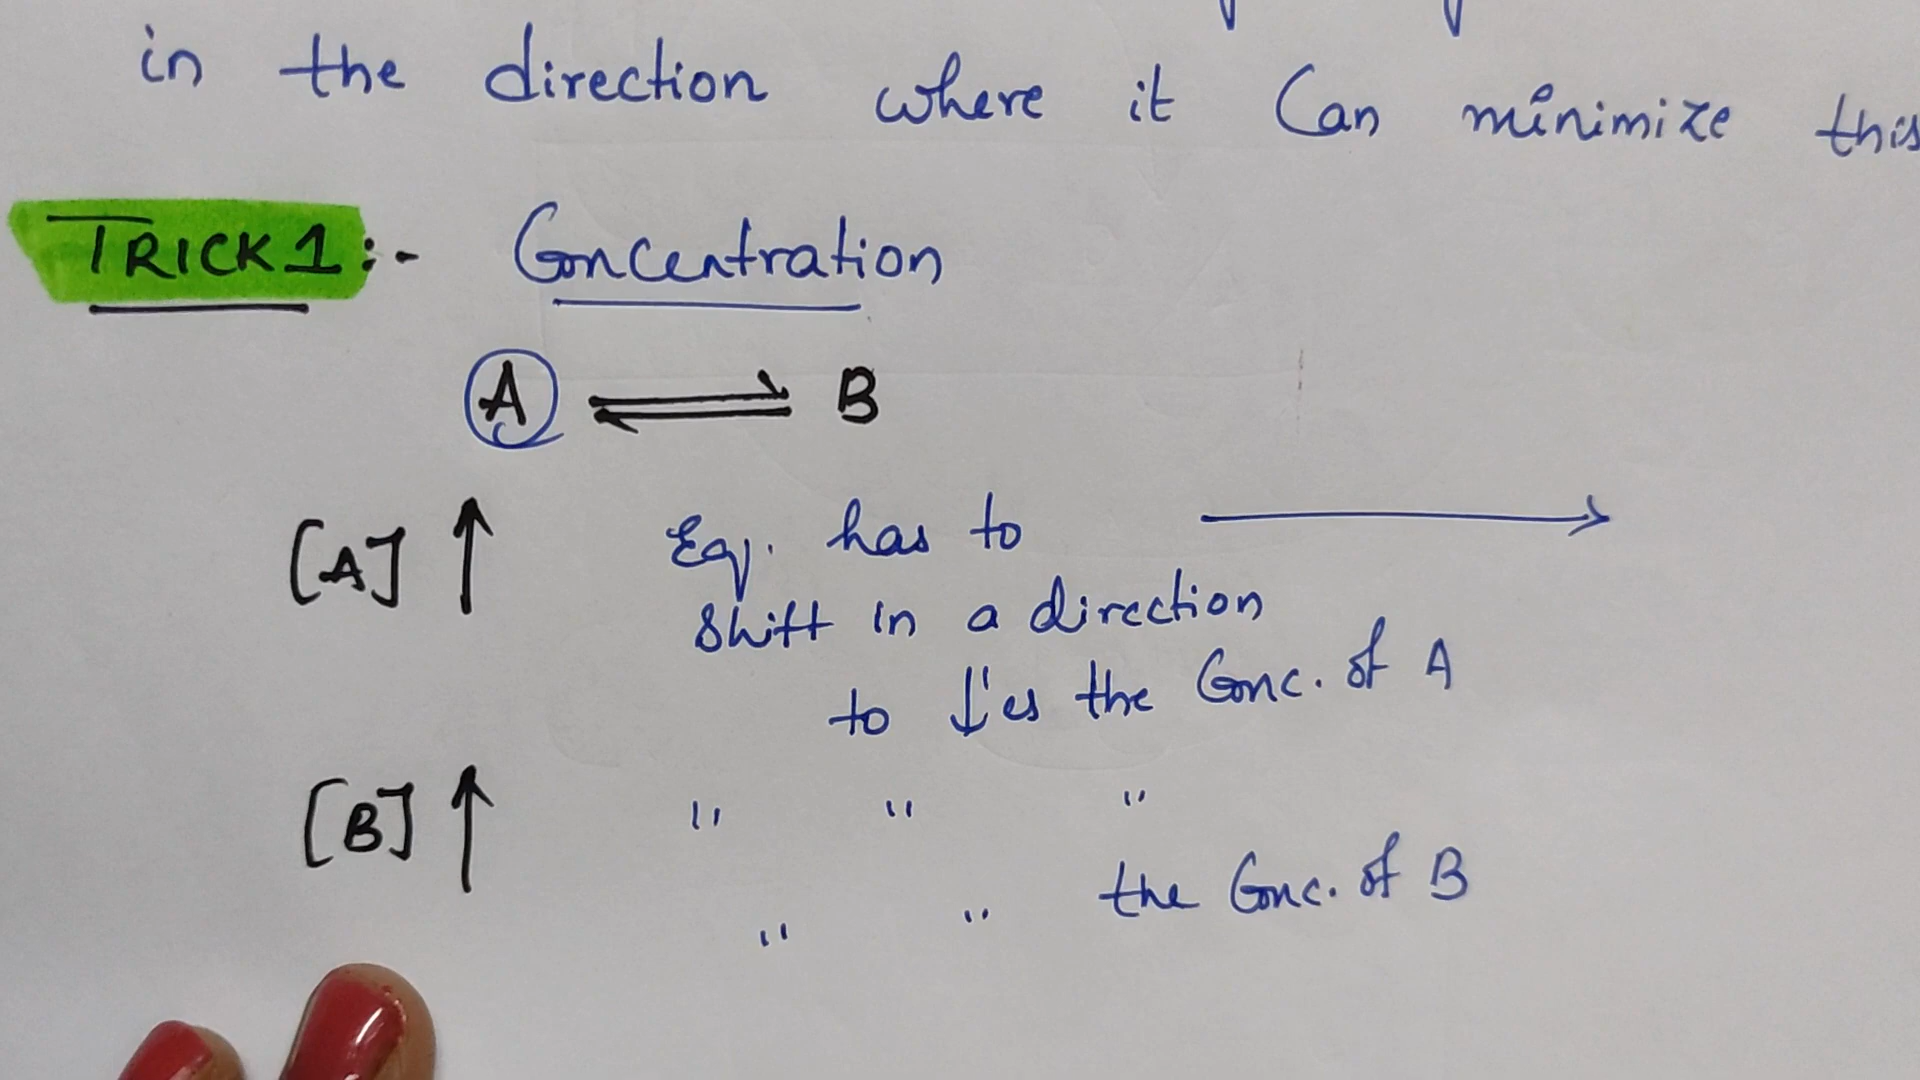 in the direction where it Can minimize this
TRICK 1 :- Concentration
A ⇌ B
[A] ↑ Eq. has to →
shift in a direction
to ↓'es the Conc. of A
[B] ↑ " " "
" " the Conc. of B